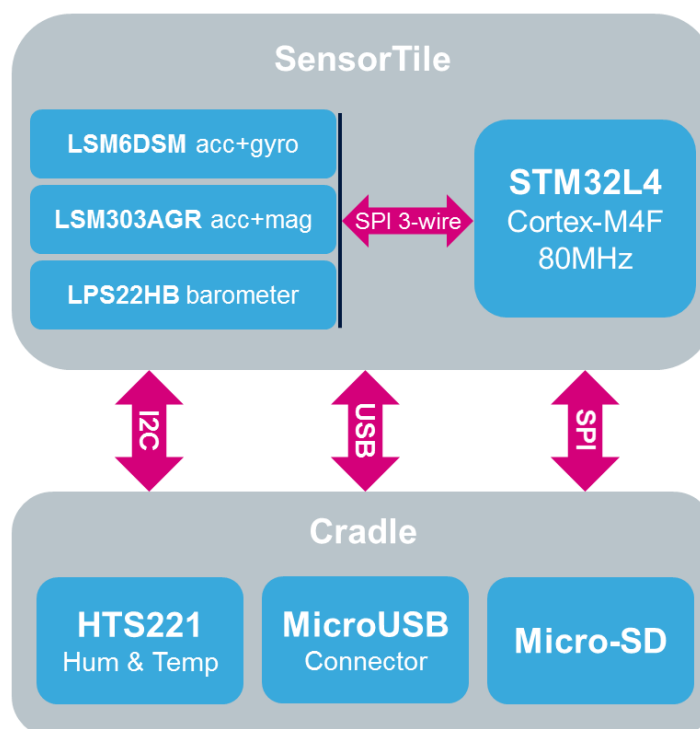 SensorTile
LSM6DSM acc+gyro
LSM303AGR acc+mag
LPS22HB barometer
SPI 3-wire
STM32L4
Cortex-M4F
80MHz
I2C
USB
SPI
Cradle
HTS221
Hum & Temp
MicroUSB
Connector
Micro-SD